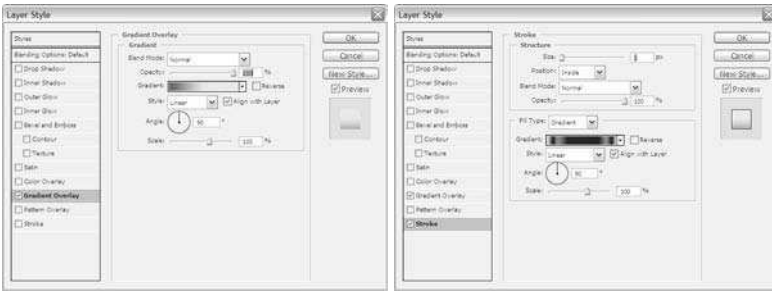 Layer Style
Styles
Blending Options: Default
Drop Shadow
Inner Shadow
Outer Glow
Inner Glow
Bevel and Emboss
Contour
Texture
Satin
Color Overlay
Gradient Overlay
Pattern Overlay
Stroke
Gradient Overlay
Gradient
Blend Mode: Normal
Opacity: %
Gradient: Reverse
Style: Linear Align with Layer
Angle: 90 °
Scale: 100 %
OK
Cancel
New Style...
Preview
Layer Style
Styles
Blending Options: Default
Drop Shadow
Inner Shadow
Outer Glow
Inner Glow
Bevel and Emboss
Contour
Texture
Satin
Color Overlay
Gradient Overlay
Pattern Overlay
Stroke
Stroke
Structure
Size: px
Position: Inside
Blend Mode: Normal
Opacity: 100 %
Fill Type: Gradient
Gradient: Reverse
Style: Linear Align with Layer
Angle: 90 °
Scale: 100 %
OK
Cancel
New Style...
Preview